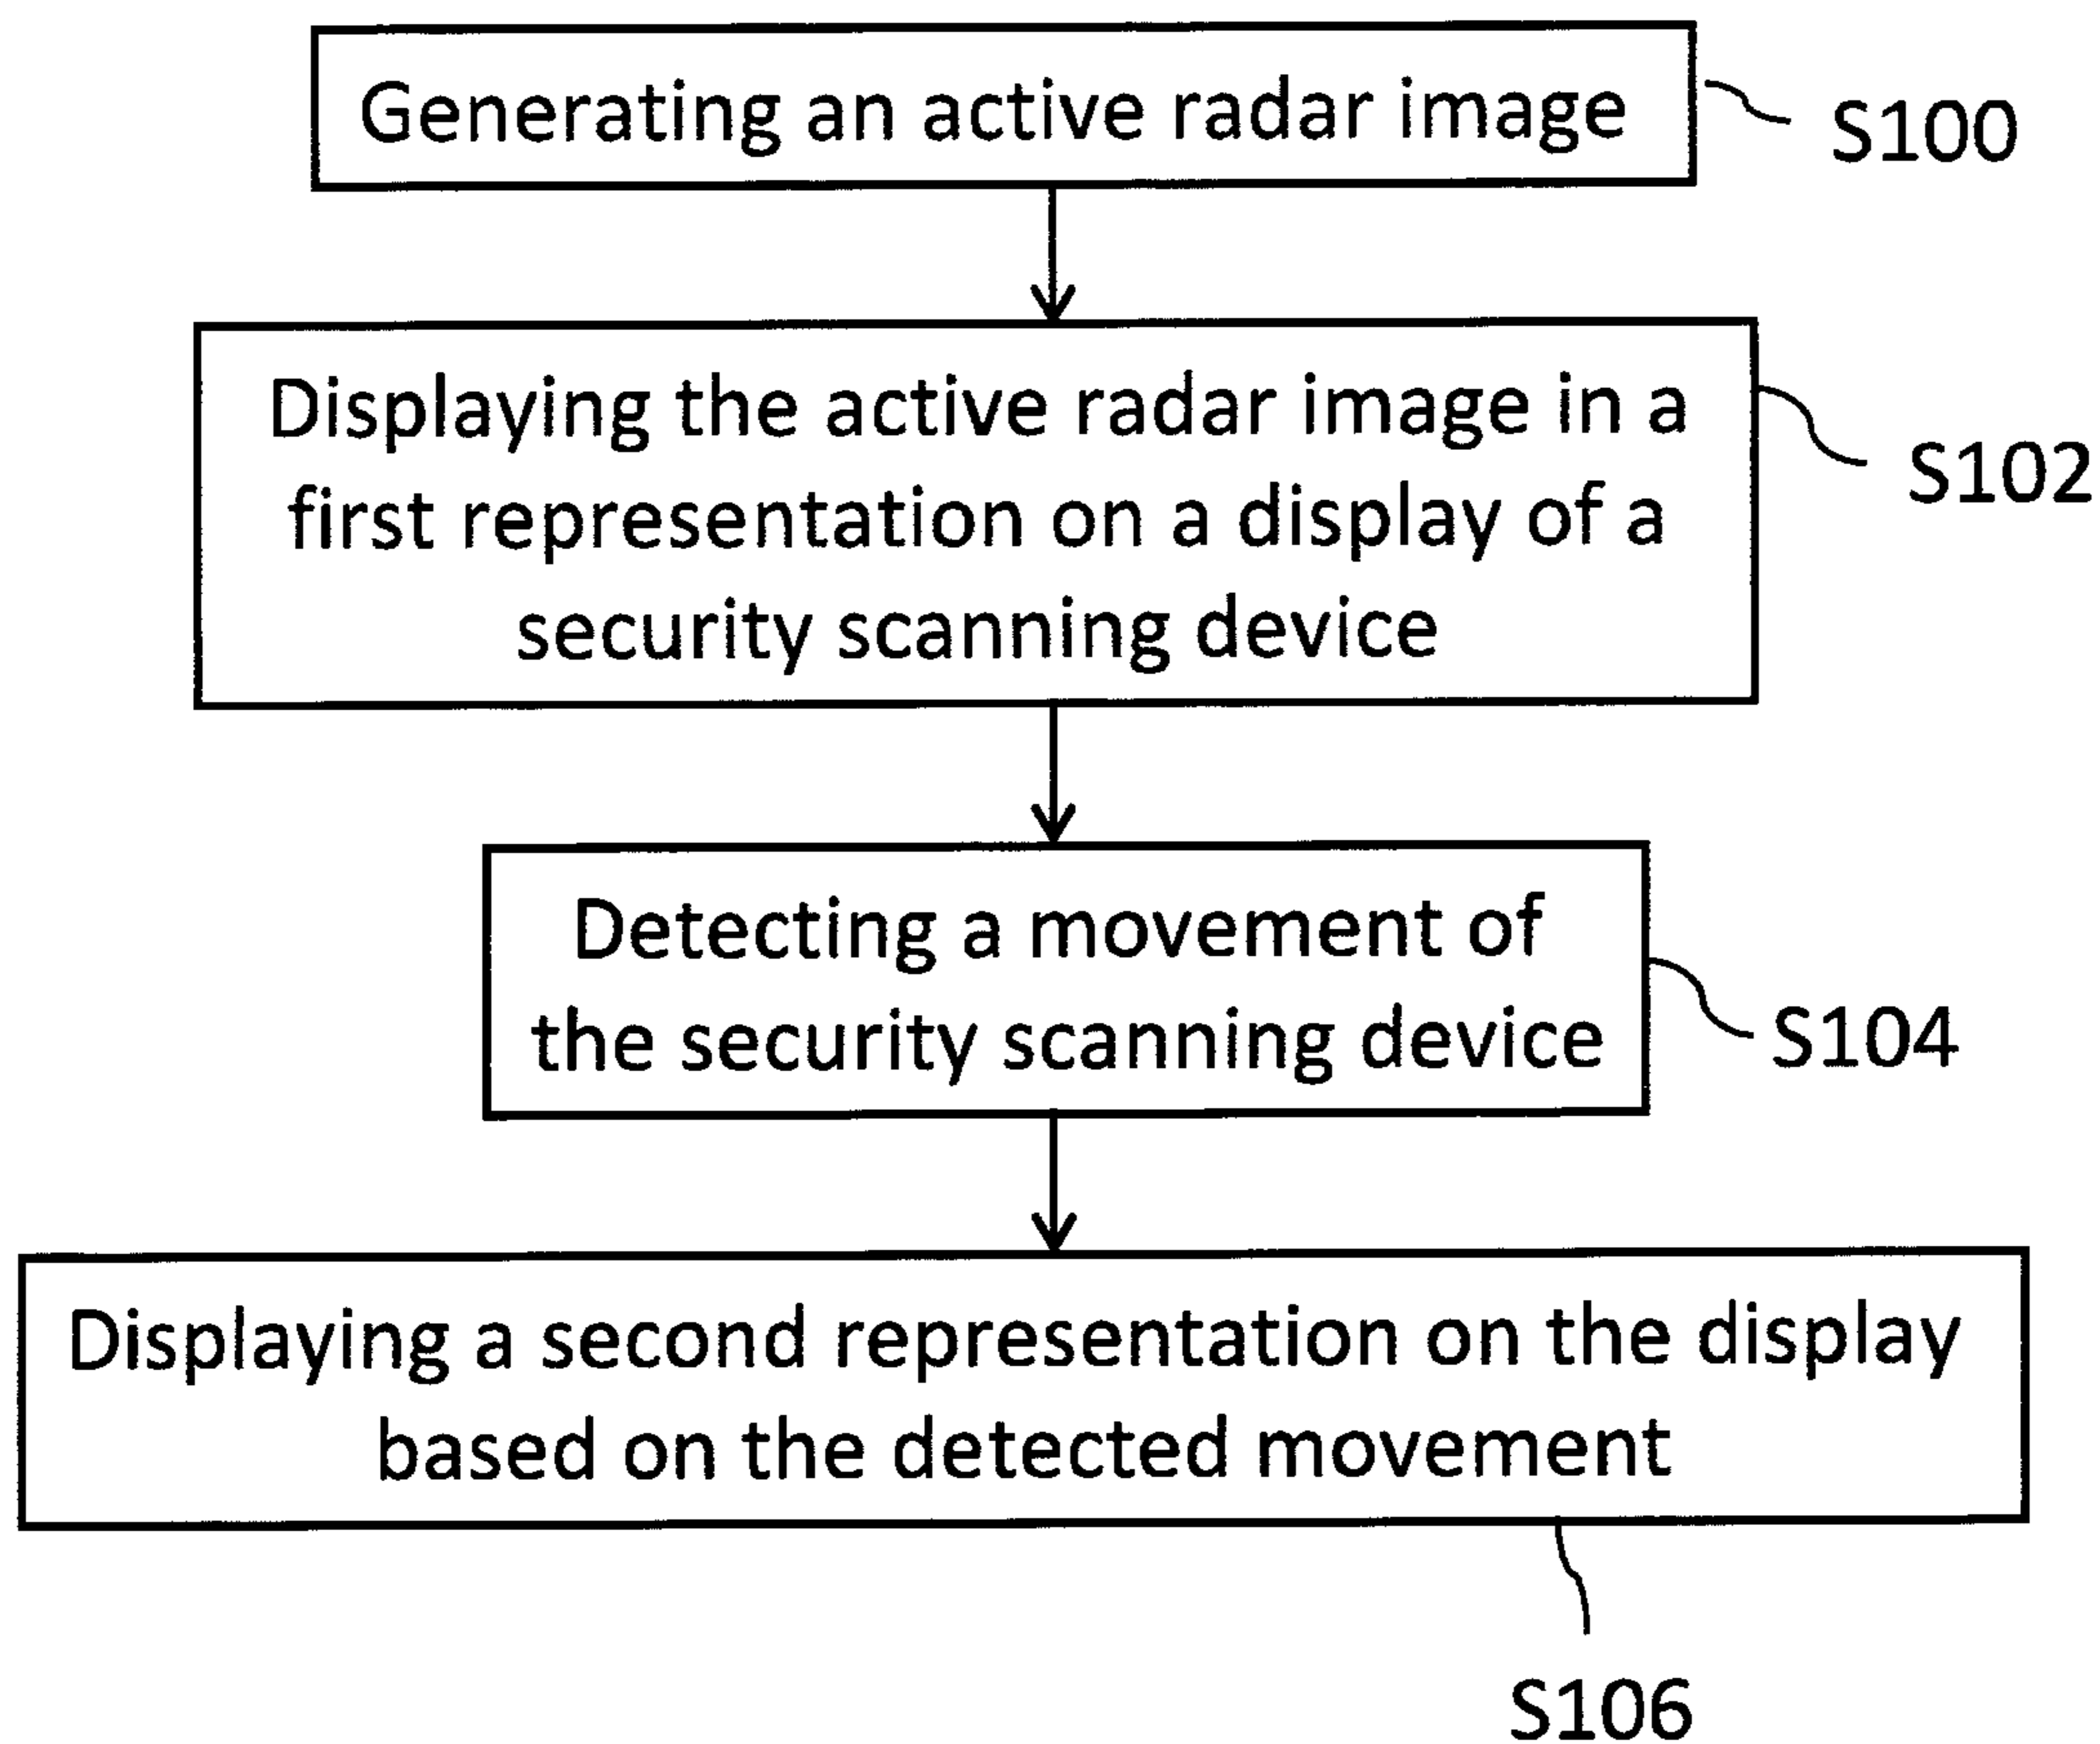 Generating an active radar image
S100
Displaying the active radar image in a
first representation on a display of a
security scanning device
S102
Detecting a movement of
the security scanning device
S104
Displaying a second representation on the display
based on the detected movement
S106